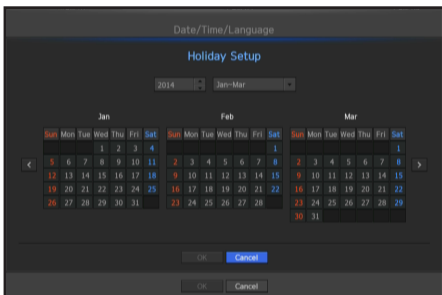 Date/Time/Language
Holiday Setup
2014 Jan~Mar
Jan Feb Mar
Sun Mon Tue Wed Thu Fri Sat Sun Mon Tue Wed Thu Fri Sat Sun Mon Tue Wed Thu Fri Sat
1 2 3 4 1 1
< 5 6 7 8 9 10 11 2 3 4 5 6 7 8 2 3 4 5 6 7 8 >
12 13 14 15 16 17 18 9 10 11 12 13 14 15 9 10 11 12 13 14 15
19 20 21 22 23 24 25 16 17 18 19 20 21 22 16 17 18 19 20 21 22
26 27 28 29 30 31 23 24 25 26 27 28 23 24 25 26 27 28 29
30 31
OK Cancel
OK Cancel